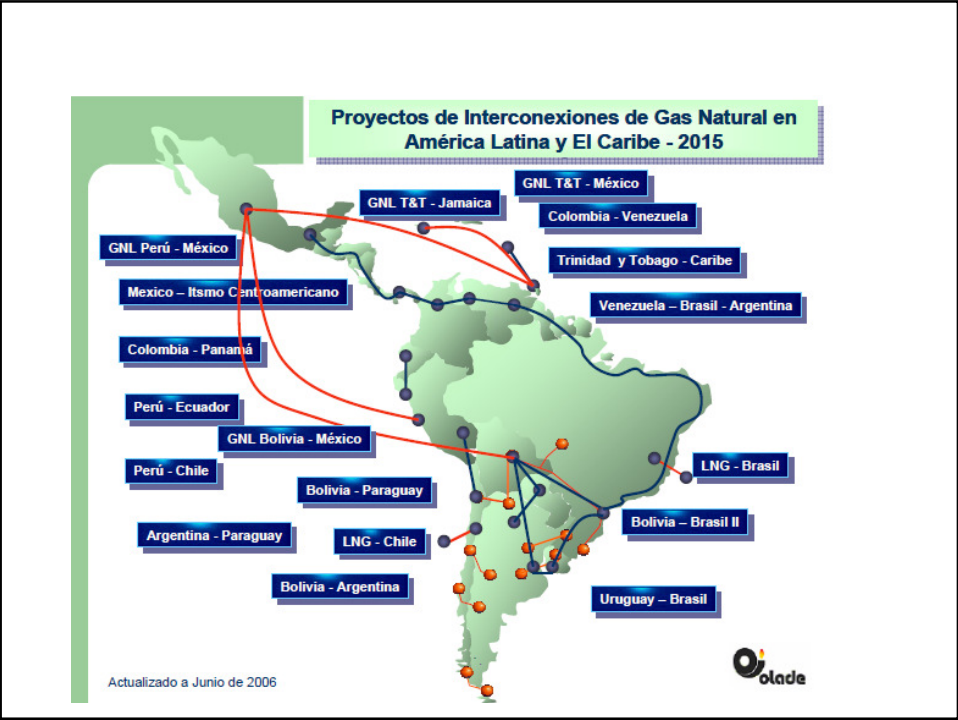 Proyectos de Interconexiones de Gas Natural en
América Latina y El Caribe - 2015
GNL T&T - México
GNL T&T - Jamaica
Colombia - Venezuela
GNL Perú - México
Trinidad y Tobago - Caribe
Mexico – Itsmo Centroamericano
Venezuela – Brasil - Argentina
Colombia - Panamá
Perú - Ecuador
GNL Bolivia - México
Perú - Chile
LNG - Brasil
Bolivia - Paraguay
Bolivia – Brasil II
Argentina - Paraguay
LNG - Chile
Bolivia - Argentina
Uruguay – Brasil
Actualizado a Junio de 2006
olade